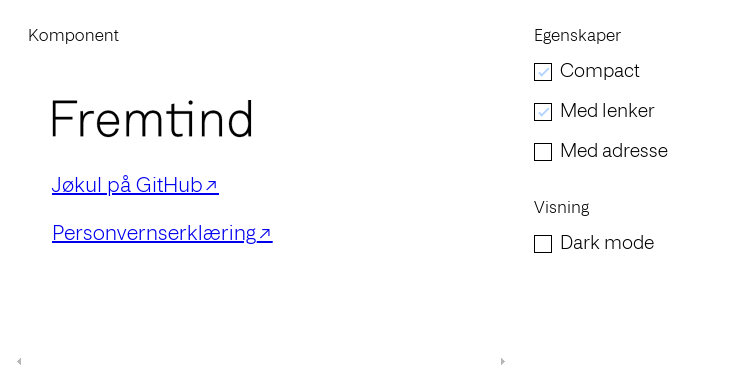 Komponent
Fremtind
Jøkul på GitHub↗
Personvernserklæring↗
Egenskaper
Compact
Med lenker
Med adresse
Visning
Dark mode